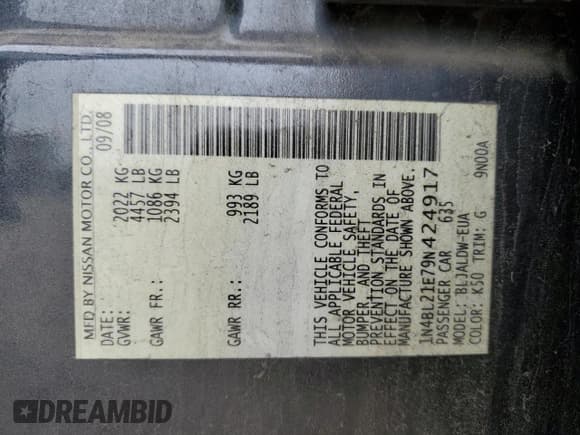 MFD BY NISSAN MOTOR CO., LTD.
DATE: 09/08
GVWR: 2022 KG
4457 LB
GAWR FR.: 1086 KG
2394 LB
GAWR RR.: 993 KG
2189 LB
THIS VEHICLE CONFORMS TO
ALL APPLICABLE FEDERAL
MOTOR VEHICLE SAFETY,
BUMPER, AND THEFT
PREVENTION STANDARDS IN
EFFECT ON THE DATE OF
MANUFACTURE SHOWN ABOVE.
1N4BL21E79N424917
PASSENGER CAR 635
MODEL: BLJALDW-EUA
COLOR: K50 TRIM: G 9N00A
DREAMBID